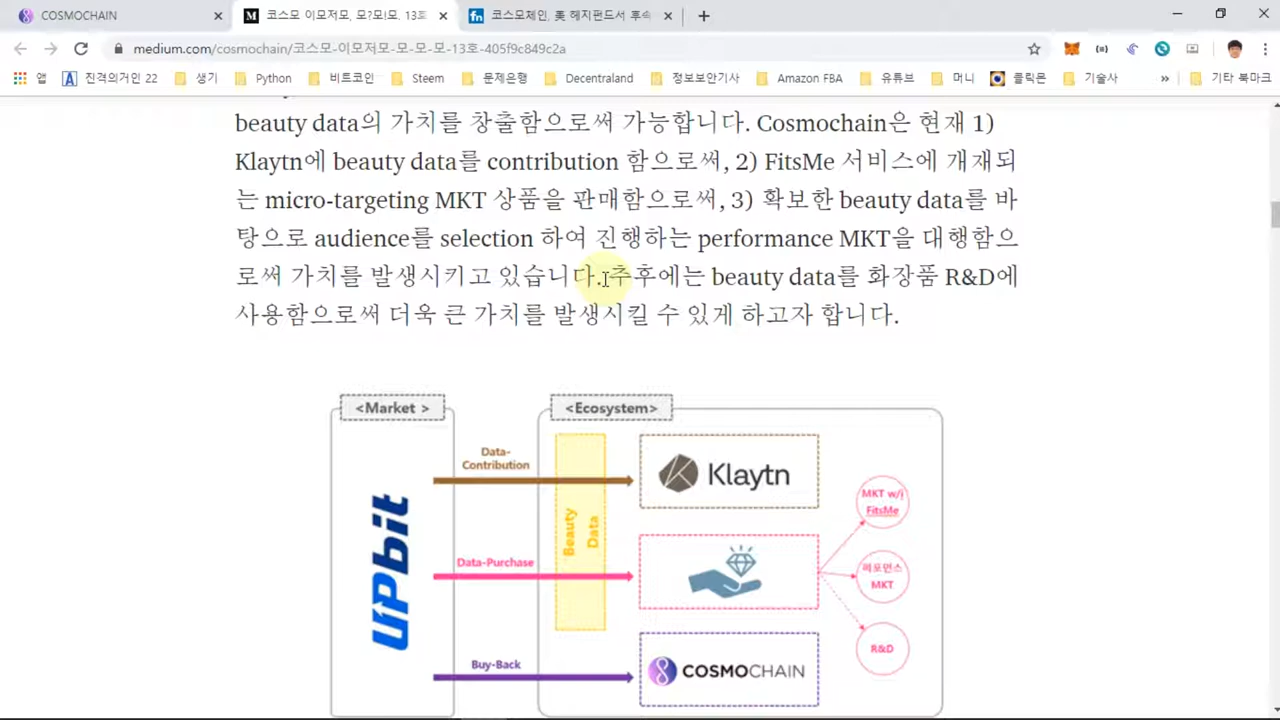 COSMOCHAIN
코스모 이모저모, 모?모!모. 13호
코스모체인, 美 헤지펀드서 후속
medium.com/cosmochain/코스모-이모저모-모-모-모-13호-405f9c849c2a
앱
진격의거인 22
생기
Python
비트코인
Steem
문제은행
Decentraland
정보보안기사
Amazon FBA
유튜브
머니
콜릭몬
기술사
»
기타 북마크
beauty data의 가치를 창출함으로써 가능합니다. Cosmochain은 현재 1)
Klaytn에 beauty data를 contribution 함으로써, 2) FitsMe 서비스에 개재되
는 micro-targeting MKT 상품을 판매함으로써, 3) 확보한 beauty data를 바
탕으로 audience를 selection 하여 진행하는 performance MKT을 대행함으
로써 가치를 발생시키고 있습니다. 추후에는 beauty data를 화장품 R&D에
사용함으로써 더욱 큰 가치를 발생시킬 수 있게 하고자 합니다.
<Market >
<Ecosystem>
Data-
Contribution
Klaytn
MKT w/i
FitsMe
UPbit
Beauty
Data
Data-Purchase
퍼포먼스
MKT
R&D
Buy-Back
COSMOCHAIN